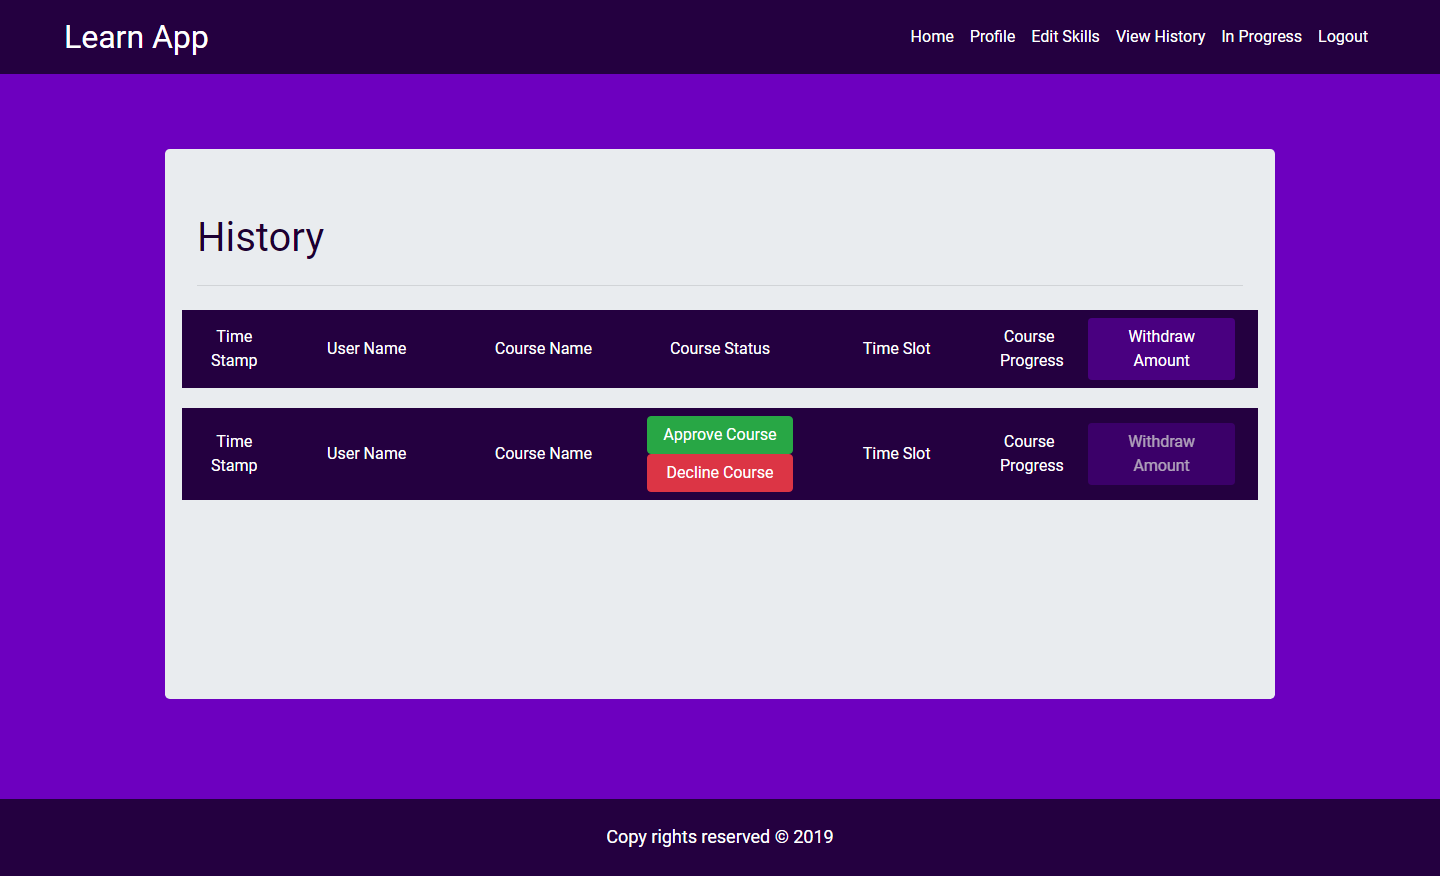 Learn App
Home Profile Edit Skills View History In Progress Logout
History
Time Stamp User Name Course Name Course Status Time Slot Course Progress Withdraw Amount
Time Stamp User Name Course Name Approve Course Decline Course Time Slot Course Progress Withdraw Amount
Copy rights reserved © 2019